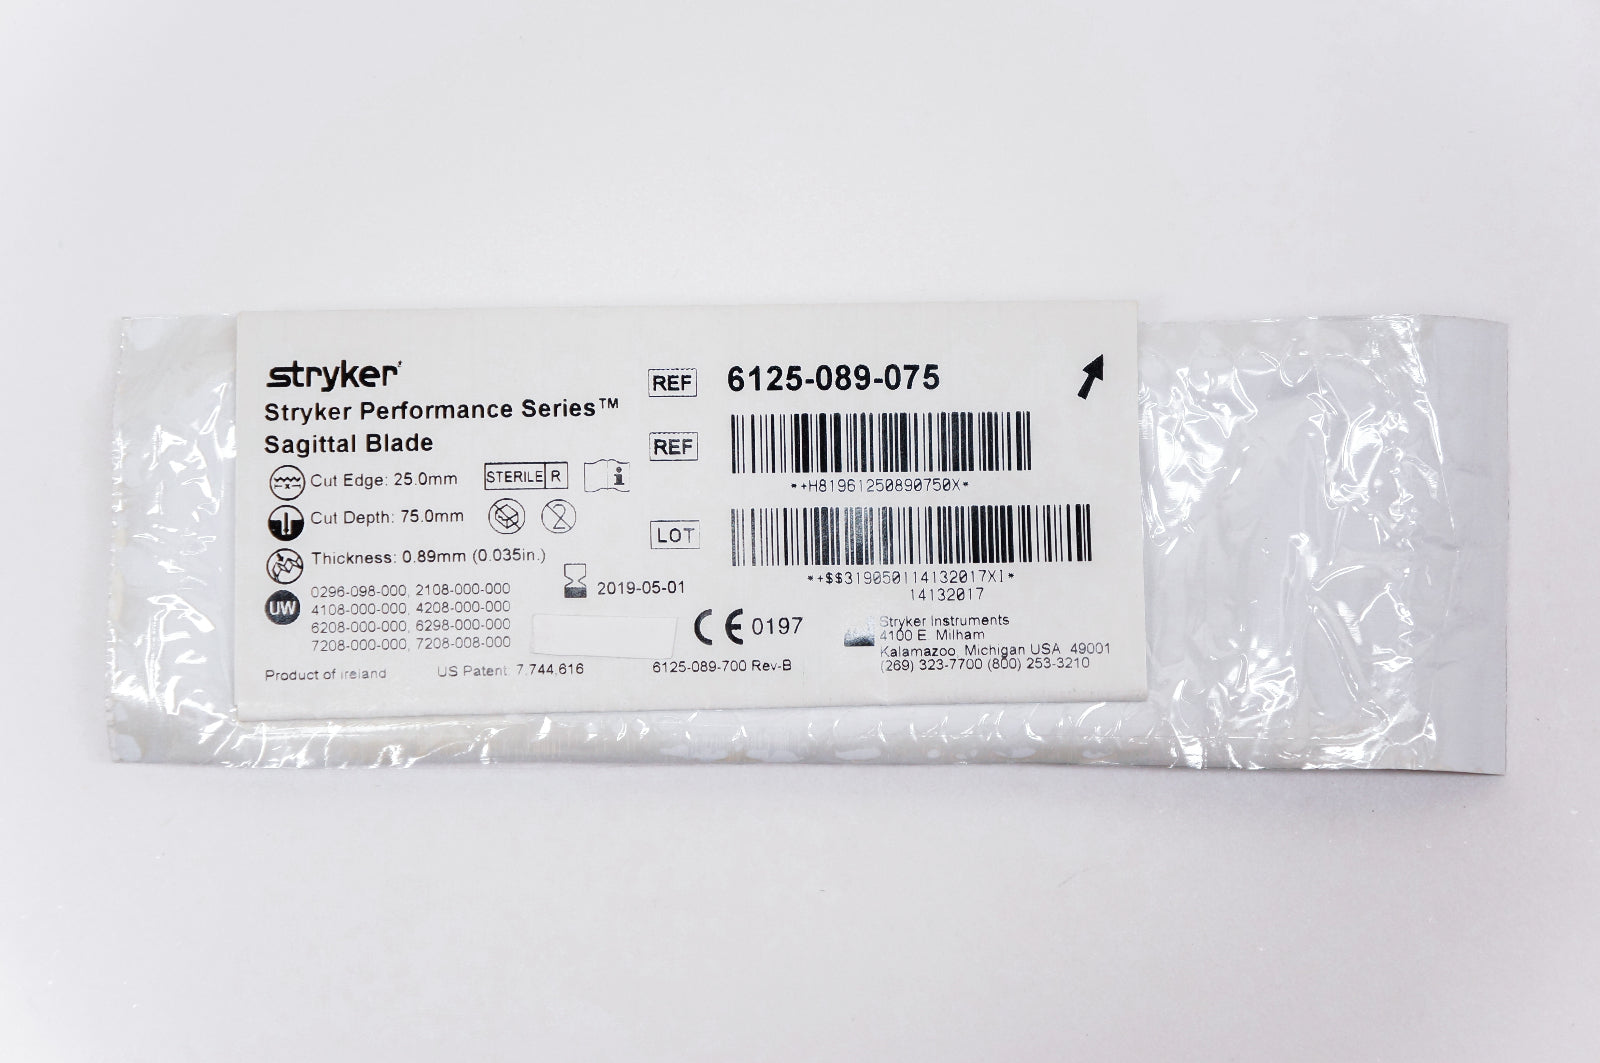 stryker
Stryker Performance Series™
Sagittal Blade
Cut Edge: 25.0mm
STERILE R
i
Cut Depth: 75.0mm
2
Thickness: 0.89mm (0.035in.)
2019-05-01
UW
0296-098-000, 2108-000-000
4108-000-000, 4208-000-000
6208-000-000, 6298-000-000
7208-000-000, 7208-008-000
Product of Ireland
US Patent: 7,744,616
REF
6125-089-075
REF
*+H81961250890750X*
LOT
*+$$319050114132017XI*
14132017
CE 0197
6125-089-700 Rev-B
Stryker Instruments
4100 E. Milham
Kalamazoo, Michigan USA 49001
(269) 323-7700 (800) 253-3210